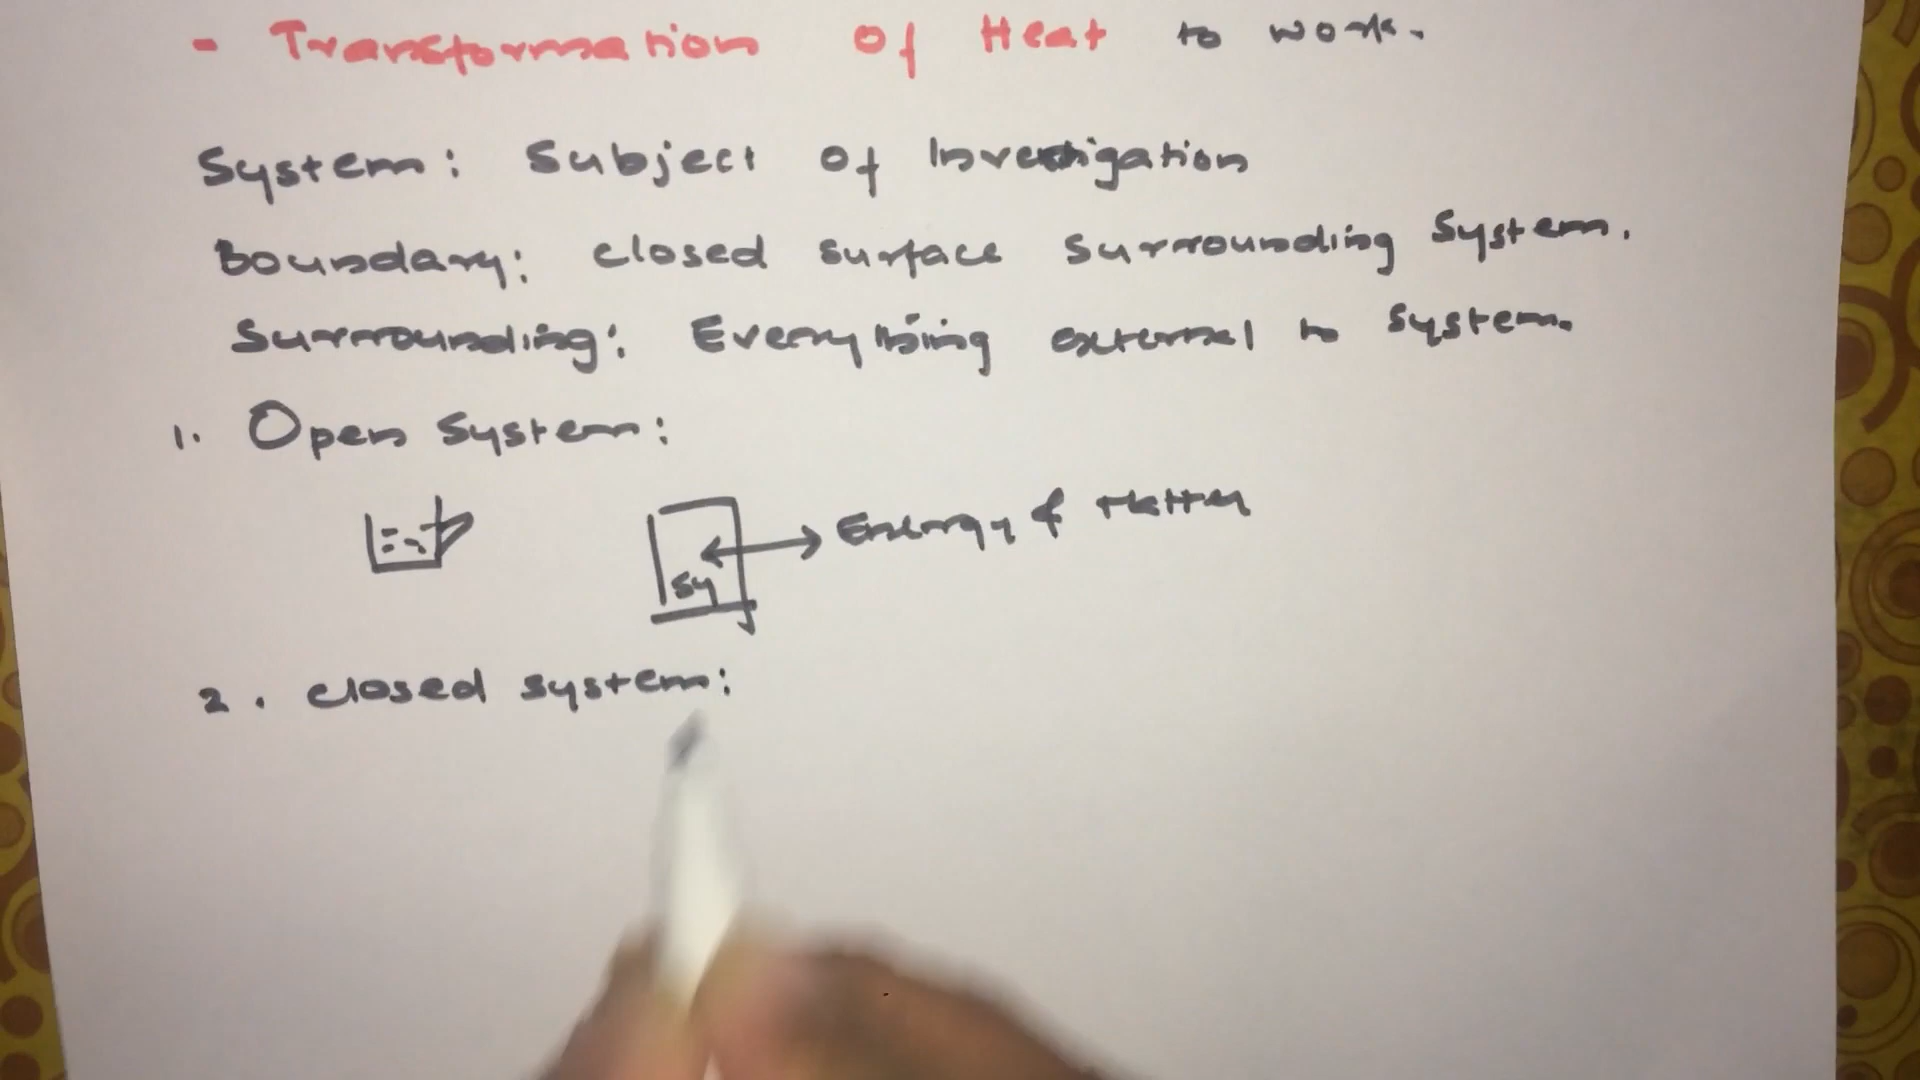 - Transformation of Heat to work.
System: Subject of Investigation
Boundary: closed surface surrounding system.
Surrounding: Everything external to system.
1. Open system:
Sy Energy & Matter
2. closed system: